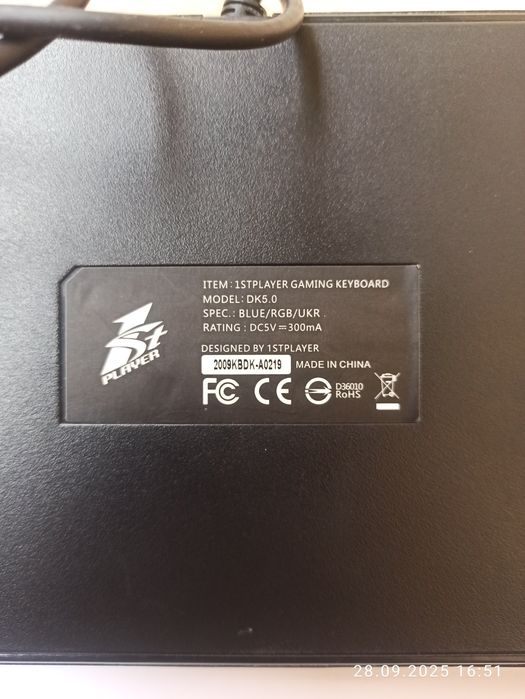 ITEM : 1STPLAYER GAMING KEYBOARD
MODEL: DK5.0
SPEC.: BLUE/RGB/UKR .
RATING : DC5V⎓300mA
1St PLAYER
DESIGNED BY 1STPLAYER
2009KBDK-A0219 MADE IN CHINA
FC CE D36010
RoHS
28.09.2025 16:51